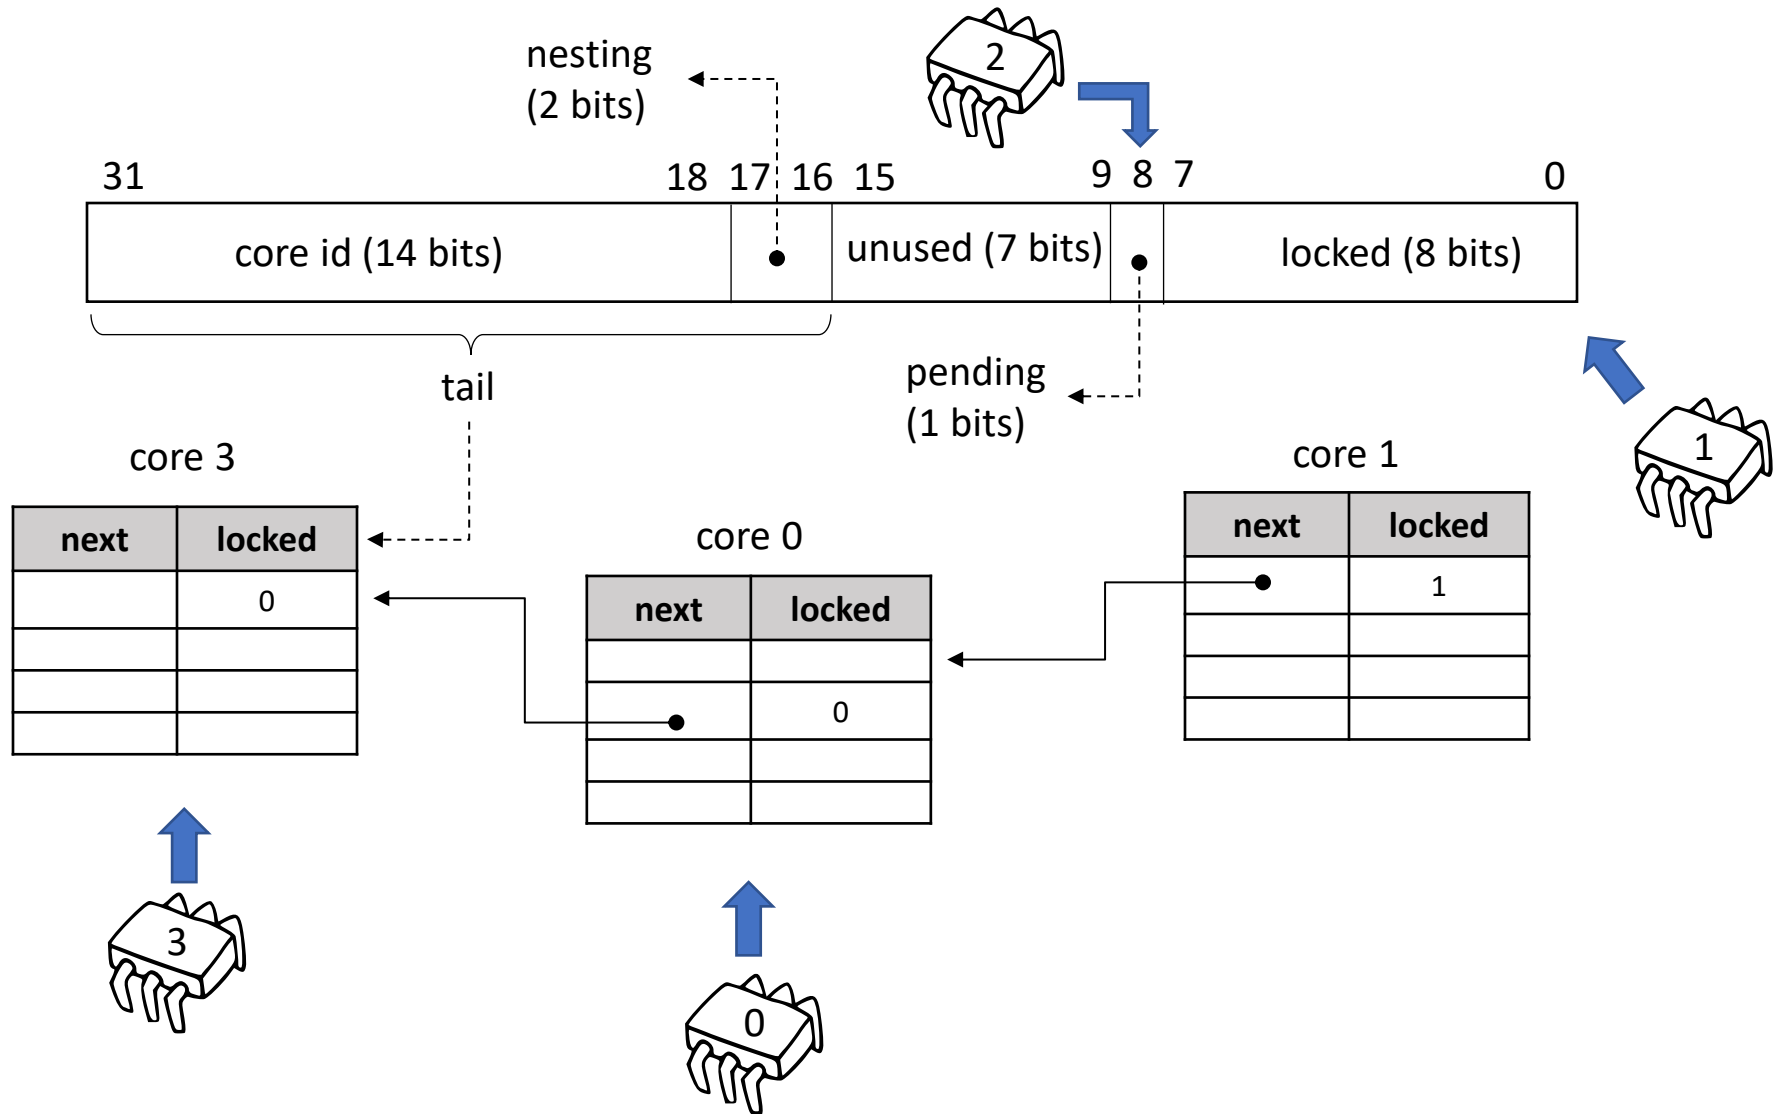 nesting
(2 bits)
2
31 18 17 16 15 9 8 7 0
core id (14 bits) unused (7 bits) locked (8 bits)
tail
pending
(1 bits)
1
core 3
next locked
0
core 0
next locked
0
core 1
next locked
1
3
0